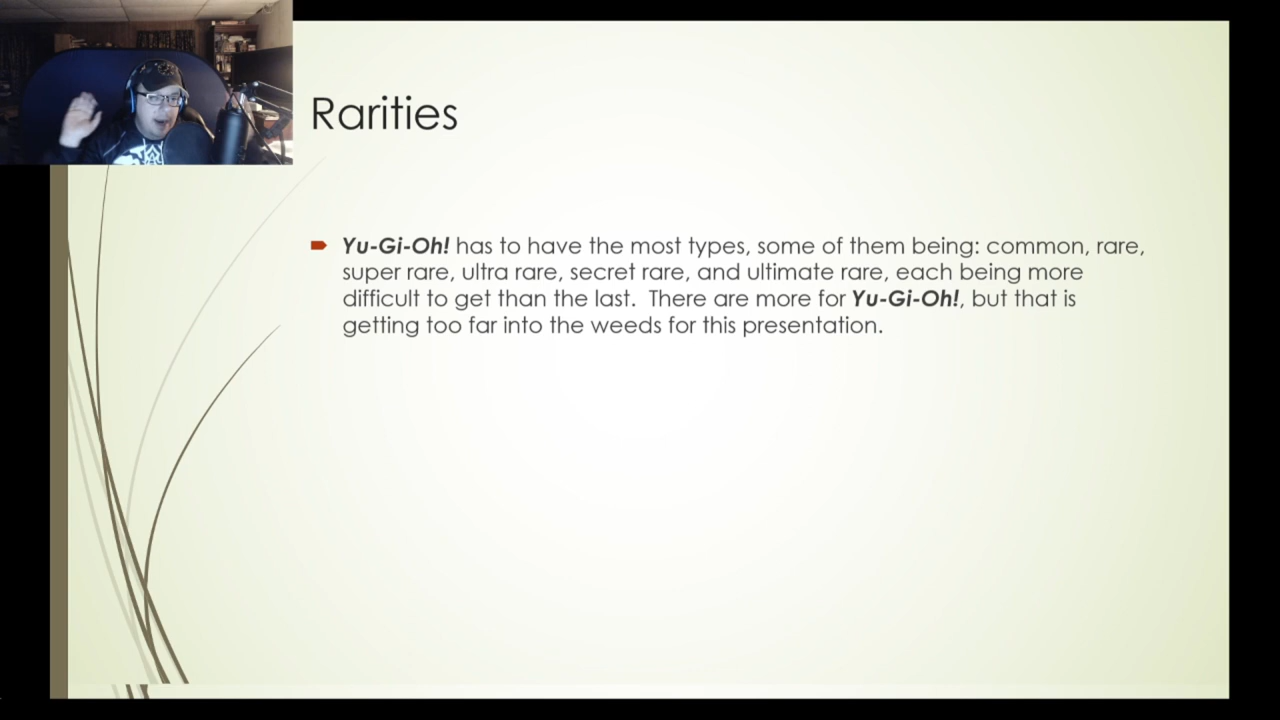 Rarities
Yu-Gi-Oh! has to have the most types, some of them being: common, rare,
super rare, ultra rare, secret rare, and ultimate rare, each being more
difficult to get than the last.  There are more for Yu-Gi-Oh!, but that is
getting too far into the weeds for this presentation.